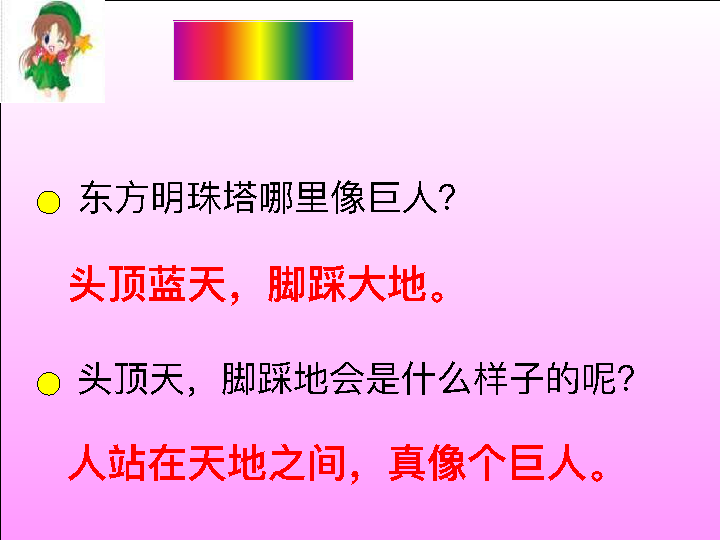 东方明珠塔哪里像巨人？
头顶蓝天，脚踩大地。
头顶天，脚踩地会是什么样子的呢？
人站在天地之间，真像个巨人。